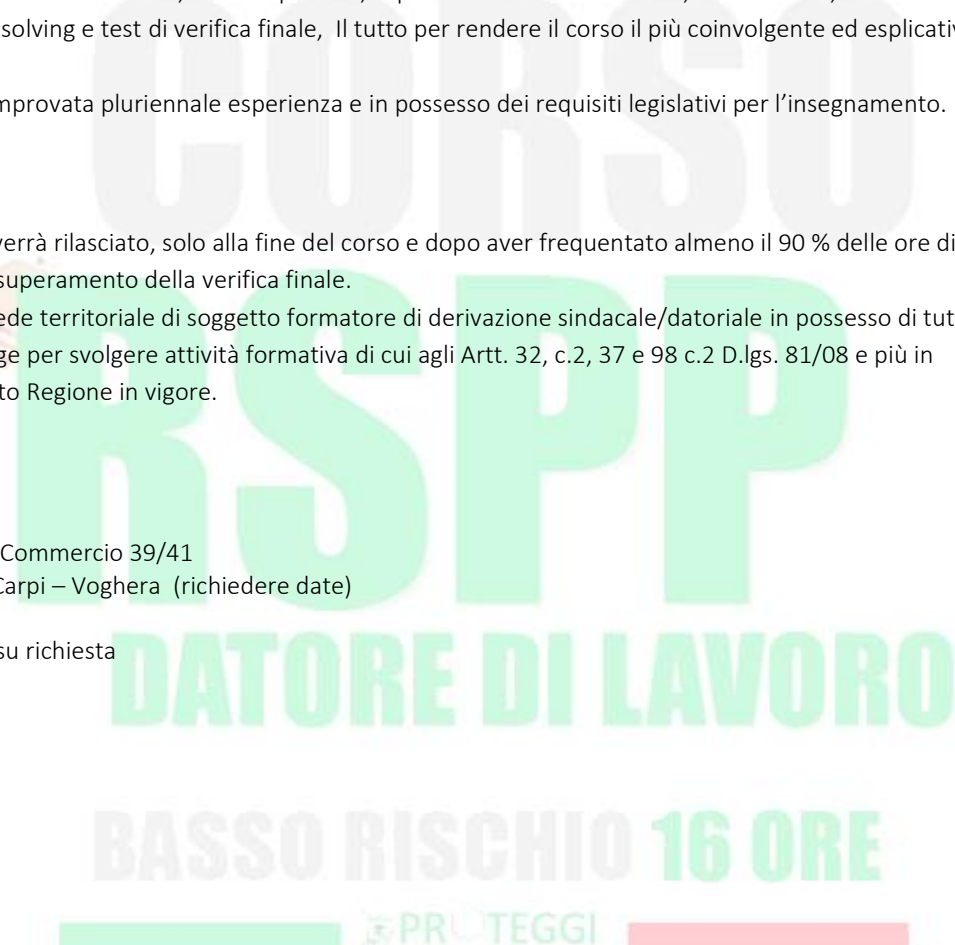 solving e test di verifica finale, Il tutto per rendere il corso il più coinvolgente ed
mprovata pluriennale esperienza e in possesso dei requisiti legislativi per l'insegnamento.
verrà rilasciato, solo alla fine del corso e dopo aver frequentato almeno il 90 % delle ore di
superamento della verifica finale.
ede territoriale di soggetto formatore di derivazione sindacale/datoriale in possesso di tut
ge per svolgere attività formativa di cui agli Artt. 32, c.2, 37 e 98 c.2 D.lgs. 81/08 e più in
to Regione in vigore.
Commercio 39/41
Carpi – Voghera (richiedere date)
su richiesta
CORSO
RSPP
DATORE DI LAVORO
BASSO RISCHIO 16 ORE
PROTEGGI